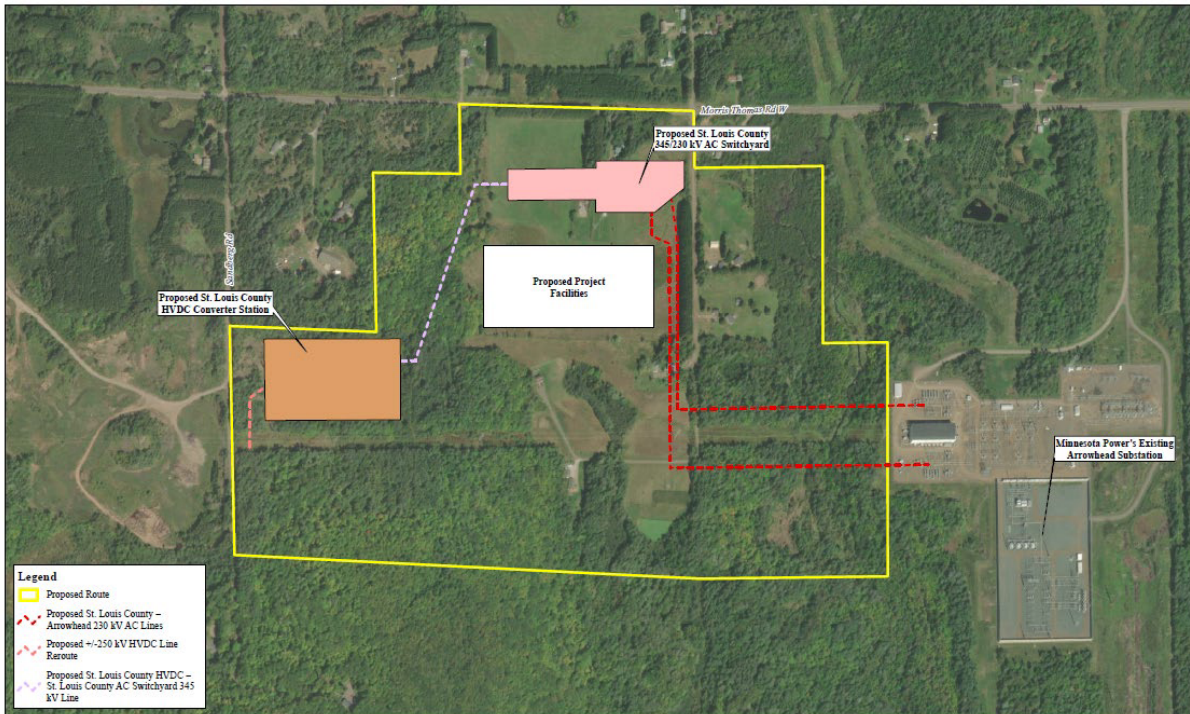 Morris Thomas Rd W
Proposed St. Louis County
345/230 kV AC Switchyard
Sandberg Rd
Proposed Project
Facilities
Proposed St. Louis County
HVDC Converter Station
Minnesota Power's Existing
Arrowhead Substation
Legend
Proposed Route
Proposed St. Louis County –
Arrowhead 230 kV AC Lines
Proposed +/-250 kV HVDC Line
Reroute
Proposed St. Louis County HVDC –
St. Louis County AC Switchyard 345
kV Line